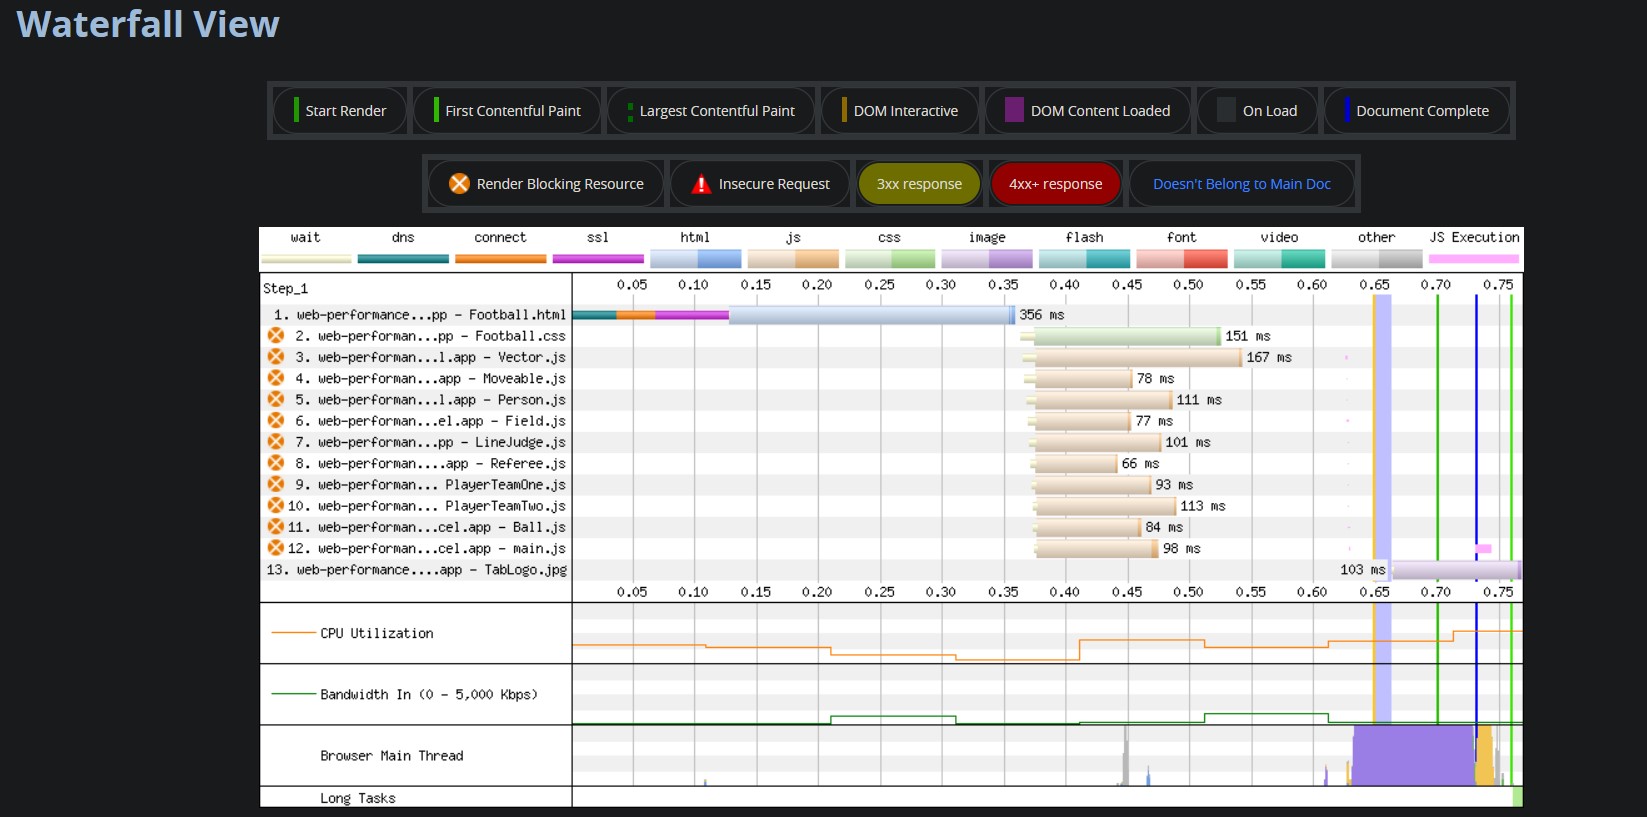 Waterfall View
Start Render First Contentful Paint Largest Contentful Paint DOM Interactive DOM Content Loaded On Load Document Complete
Render Blocking Resource Insecure Request 3xx response 4xx+ response Doesn't Belong to Main Doc
wait dns connect ssl html js css image flash font video other JS Execution
Step_1 0.05 0.10 0.15 0.20 0.25 0.30 0.35 0.40 0.45 0.50 0.55 0.60 0.65 0.70 0.75
1. web-performance...pp - Football.html 356 ms
2. web-performan...pp - Football.css 151 ms
3. web-performan...l.app - Vector.js 167 ms
4. web-performan...app - Moveable.js 78 ms
5. web-performan...l.app - Person.js 111 ms
6. web-performan...el.app - Field.js 77 ms
7. web-performan...pp - LineJudge.js 101 ms
8. web-performan....app - Referee.js 66 ms
9. web-performan... PlayerTeamOne.js 93 ms
10. web-performan... PlayerTeamTwo.js 113 ms
11. web-performan...cel.app - Ball.js 84 ms
12. web-performan...cel.app - main.js 98 ms
13. web-performance....app - TabLogo.jpg 103 ms
0.05 0.10 0.15 0.20 0.25 0.30 0.35 0.40 0.45 0.50 0.55 0.60 0.65 0.70 0.75
CPU Utilization
Bandwidth In (0 - 5,000 Kbps)
Browser Main Thread
Long Tasks